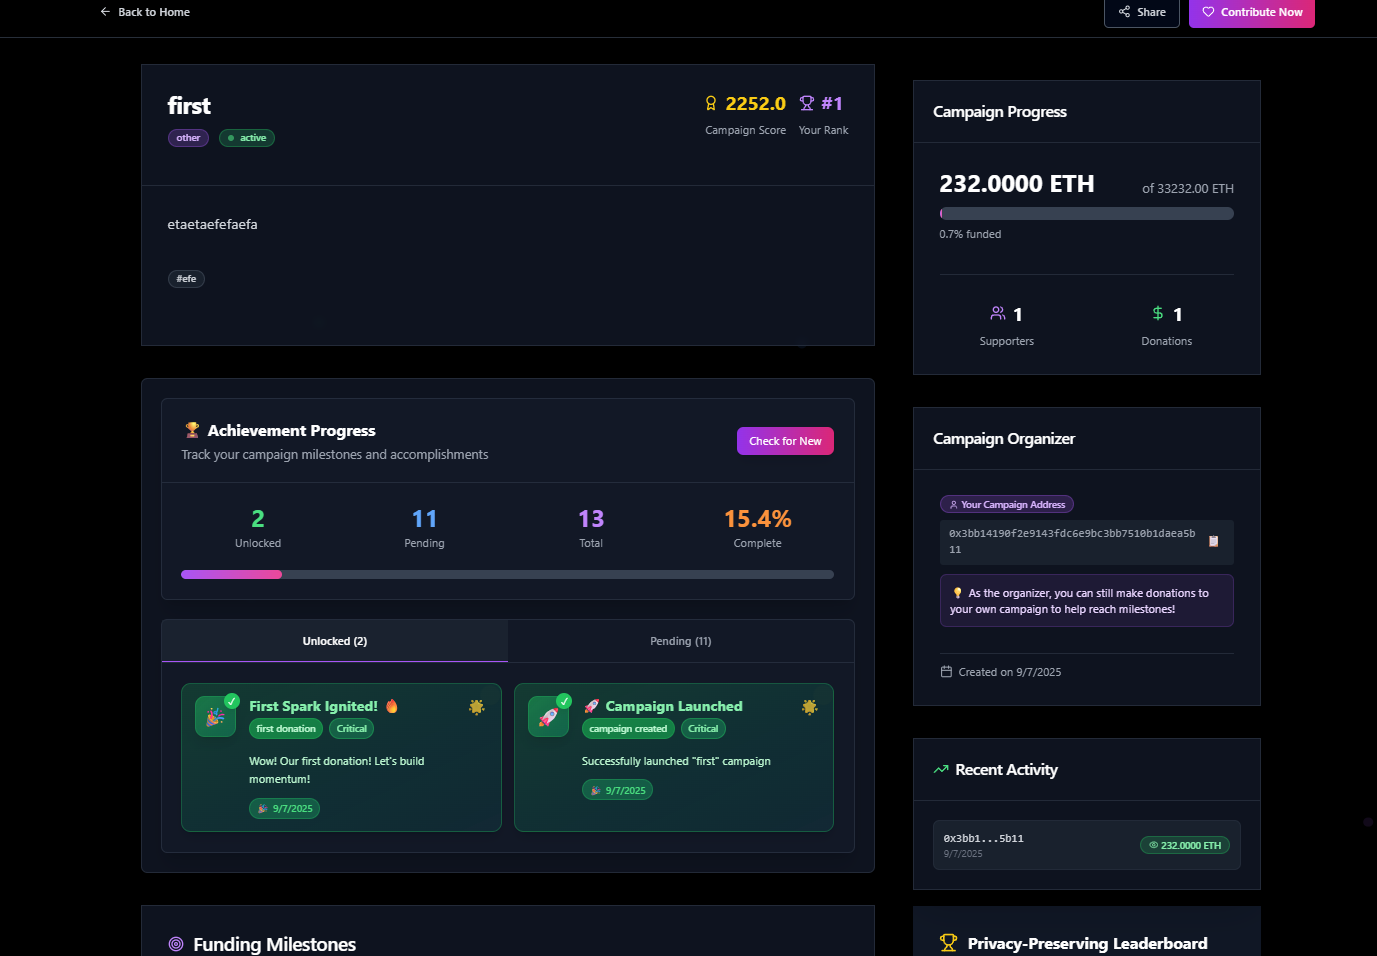 Back to Home
Share
Contribute Now
first
other
active
2252.0
#1
Campaign Score
Your Rank
etaetaefefaefa
#efe
Achievement Progress
Track your campaign milestones and accomplishments
Check for New
2
11
13
15.4%
Unlocked
Pending
Total
Complete
Unlocked (2)
Pending (11)
First Spark Ignited!
first donation
Critical
Wow! Our first donation! Let's build
momentum!
9/7/2025
Campaign Launched
campaign created
Critical
Successfully launched "first" campaign
9/7/2025
Funding Milestones
Campaign Progress
232.0000 ETH
of 33232.00 ETH
0.7% funded
1
1
Supporters
Donations
Campaign Organizer
Your Campaign Address
0x3bb14190f2e9143fdc6e9bc3bb7510b1daea5b
11
As the organizer, you can still make donations to
your own campaign to help reach milestones!
Created on 9/7/2025
Recent Activity
0x3bb1...5b11
9/7/2025
232.0000 ETH
Privacy-Preserving Leaderboard